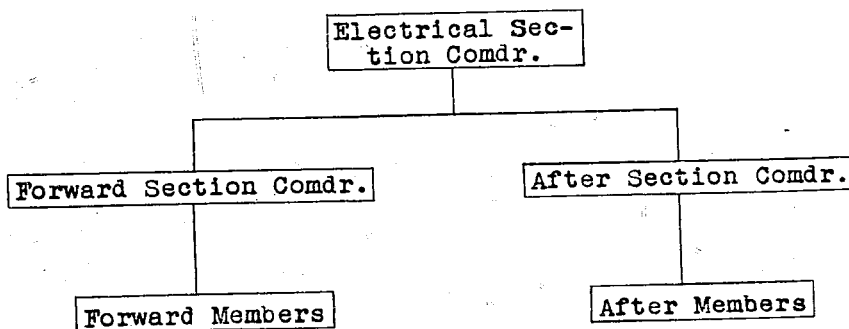 Electrical Sec-
tion Comdr.
Forward Section Comdr.
After Section Comdr.
Forward Members
After Members